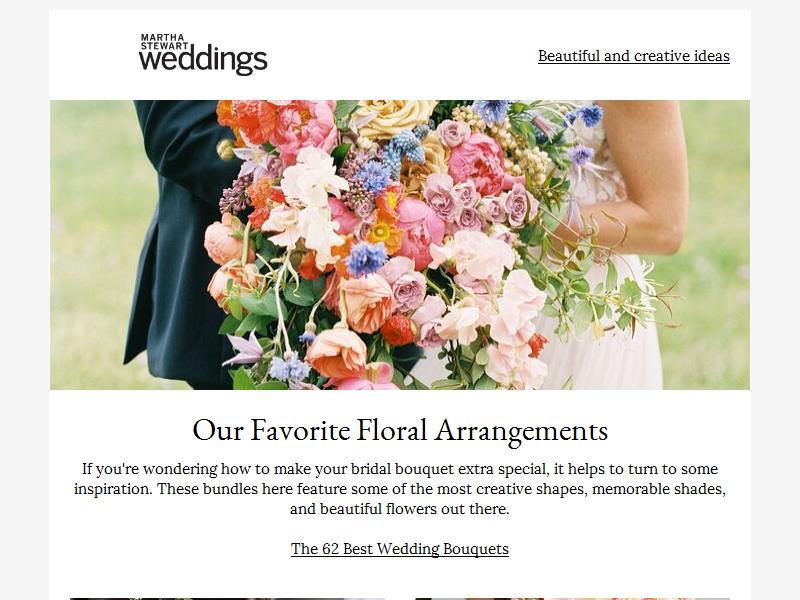 MARTHA
STEWART
weddings
Beautiful and creative ideas
Our Favorite Floral Arrangements
If you're wondering how to make your bridal bouquet extra special, it helps to turn to some
inspiration. These bundles here feature some of the most creative shapes, memorable shades,
and beautiful flowers out there.
The 62 Best Wedding Bouquets